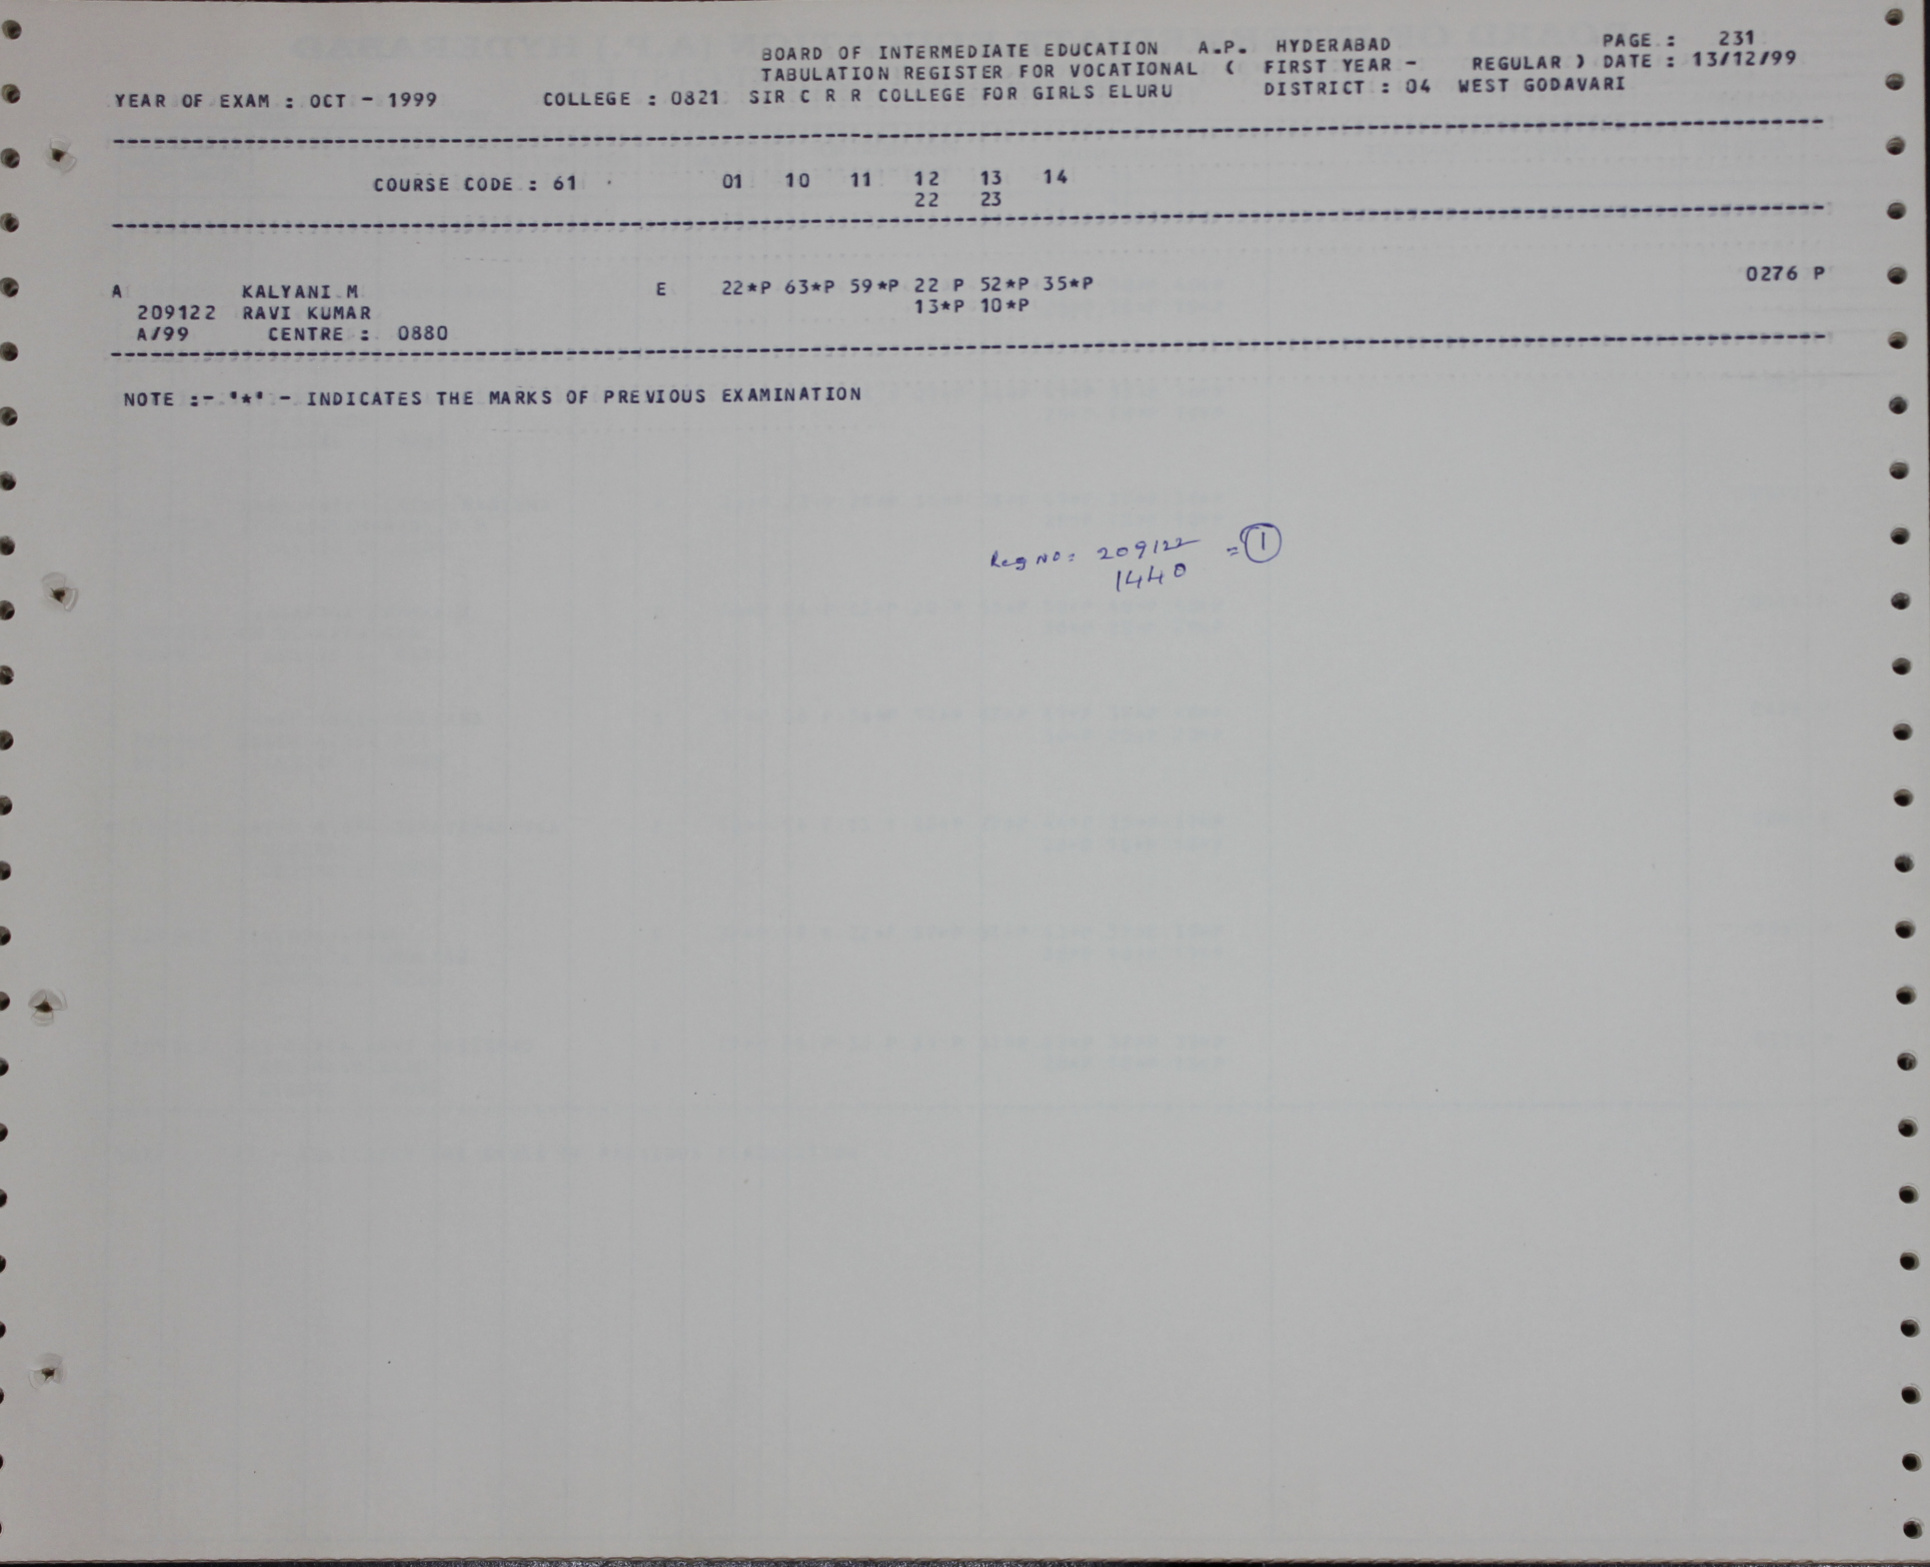 BOARD OF INTERMEDIATE EDUCATION A.P. HYDERABAD PAGE : 231
TABULATION REGISTER FOR VOCATIONAL ( FIRST YEAR - REGULAR ) DATE : 13/12/99
YEAR OF EXAM : OCT - 1999 COLLEGE : 0821 SIR C R R COLLEGE FOR GIRLS ELURU DISTRICT : 04 WEST GODAVARI
COURSE CODE : 61 01 10 11 12 13 14
22 23
A KALYANI M E 22*P 63*P 59*P 22 P 52*P 35*P 0276 P
209122 RAVI KUMAR 13*P 10*P
A/99 CENTRE : 0880
NOTE :- '*' - INDICATES THE MARKS OF PREVIOUS EXAMINATION
Reg NO: 209122 = 1
1440